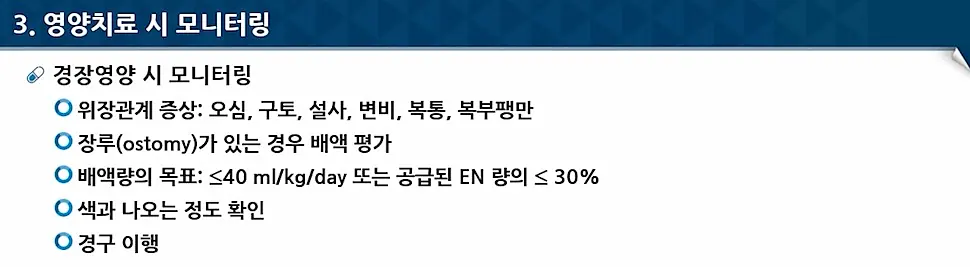 3. 영양치료 시 모니터링
경장영양 시 모니터링
위장관계 증상: 오심, 구토, 설사, 변비, 복통, 복부팽만
장루(ostomy)가 있는 경우 배액 평가
배액량의 목표: ≤40 ml/kg/day 또는 공급된 EN 량의 ≤ 30%
색과 나오는 정도 확인
경구 이행